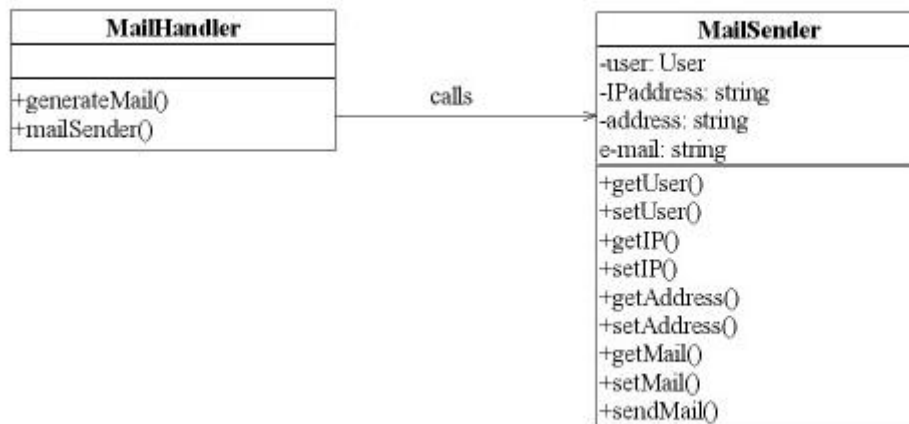 MailHandler
+generateMail()
+mailSender()
calls
MailSender
-user: User
-IPaddress: string
-address: string
e-mail: string
+getUser()
+setUser()
+getIP()
+setIP()
+getAddress()
+setAddress()
+getMail()
+setMail()
+sendMail()